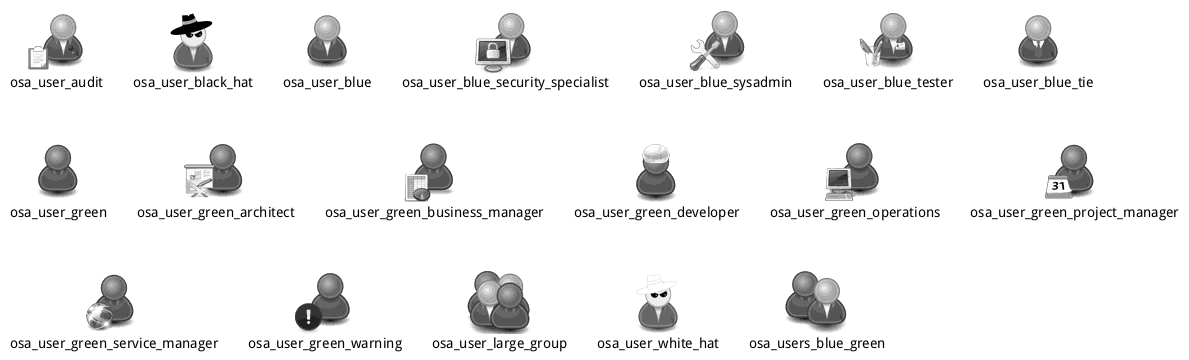 osa_user_audit osa_user_black_hat osa_user_blue osa_user_blue_security_specialist osa_user_blue_sysadmin osa_user_blue_tester osa_user_blue_tie
31
osa_user_green osa_user_green_architect osa_user_green_business_manager osa_user_green_developer osa_user_green_operations osa_user_green_project_manager
!
osa_user_green_service_manager osa_user_green_warning osa_user_large_group osa_user_white_hat osa_users_blue_green